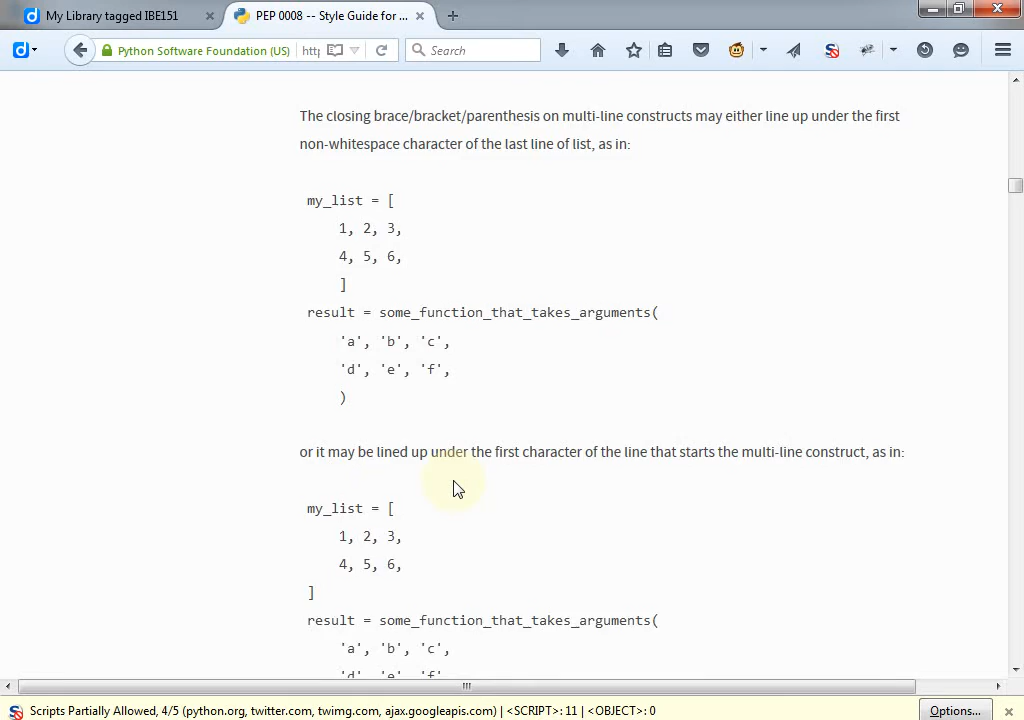 My Library tagged IBE151
PEP 0008 -- Style Guide for ...
Python Software Foundation (US)
Search
The closing brace/bracket/parenthesis on multi-line constructs may either line up under the first
non-whitespace character of the last line of list, as in:
my_list = [
1, 2, 3,
4, 5, 6,
]
result = some_function_that_takes_arguments(
'a', 'b', 'c',
'd', 'e', 'f',
)
or it may be lined up under the first character of the line that starts the multi-line construct, as in:
my_list = [
1, 2, 3,
4, 5, 6,
]
result = some_function_that_takes_arguments(
'a', 'b', 'c',
'd', 'e', 'f',
Scripts Partially Allowed, 4/5 (python.org, twitter.com, twimg.com, ajax.googleapis.com) | <SCRIPT>: 11 | <OBJECT>: 0
Options...